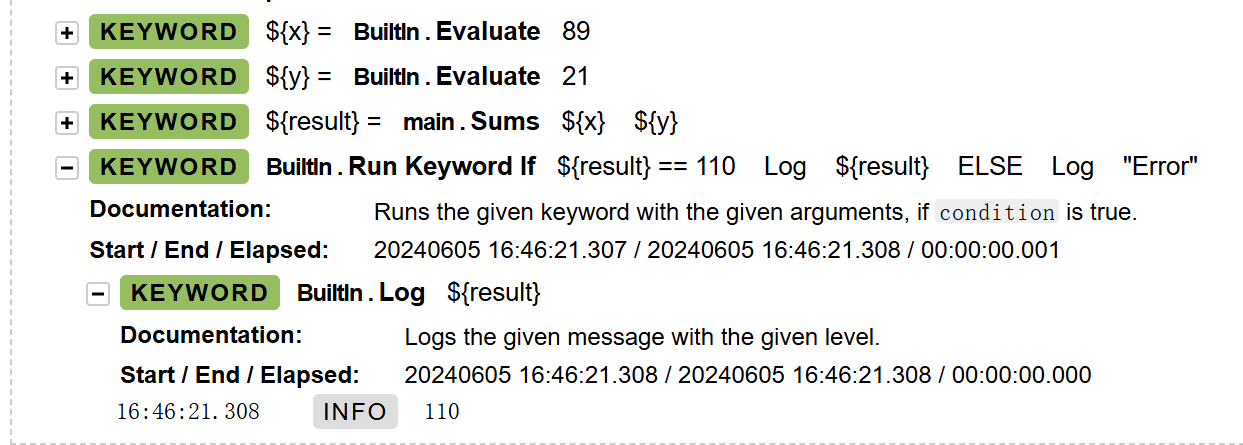 + KEYWORD ${x} = BuiltIn . Evaluate 89
+ KEYWORD ${y} = BuiltIn . Evaluate 21
+ KEYWORD ${result} = main . Sums ${x} ${y}
− KEYWORD BuiltIn . Run Keyword If ${result} == 110 Log ${result} ELSE Log "Error"
Documentation: Runs the given keyword with the given arguments, if condition is true.
Start / End / Elapsed: 20240605 16:46:21.307 / 20240605 16:46:21.308 / 00:00:00.001
− KEYWORD BuiltIn . Log ${result}
Documentation: Logs the given message with the given level.
Start / End / Elapsed: 20240605 16:46:21.308 / 20240605 16:46:21.308 / 00:00:00.000
16:46:21.308 INFO 110